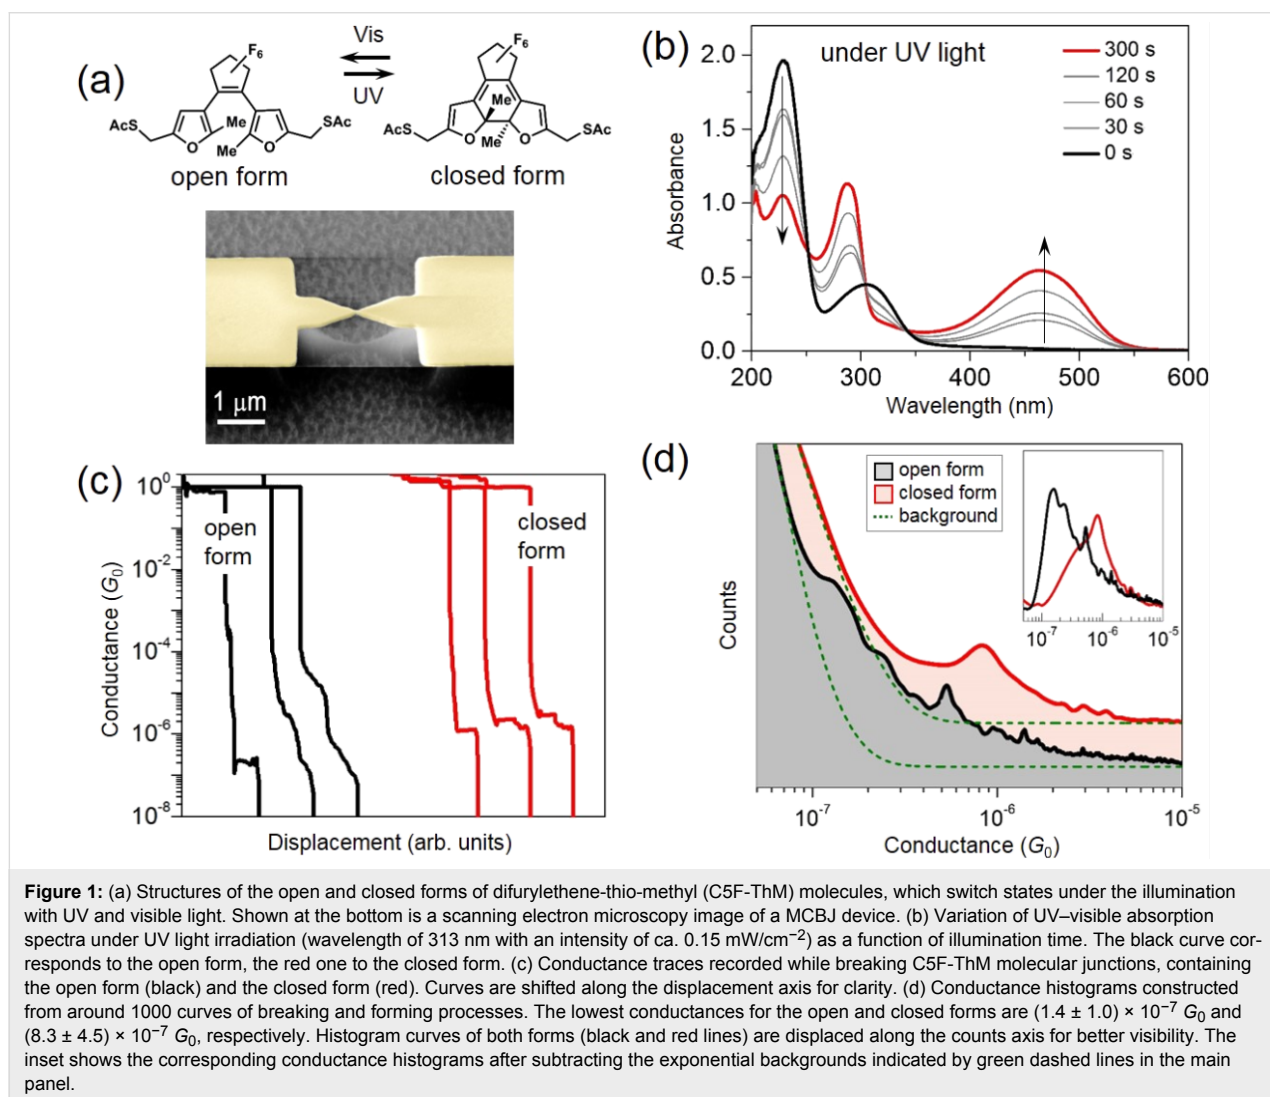 (a)
Vis
UV
F6
AcS
Me
Me
O
O
SAc
open form
F6
AcS
Me
Me
O
O
SAc
closed form
1 μm
(b)
under UV light
300 s
120 s
60 s
30 s
0 s
Absorbance
2.0
1.5
1.0
0.5
0.0
200 300 400 500 600
Wavelength (nm)
(c)
open
form
closed
form
Conductance (G0)
10^0
10^-2
10^-4
10^-6
10^-8
Displacement (arb. units)
(d)
open form
closed form
background
10^-7 10^-6 10^-5
Counts
10^-7 10^-6 10^-5
Conductance (G0)
Figure 1: (a) Structures of the open and closed forms of difurylethene-thio-methyl (C5F-ThM) molecules, which switch states under the illumination
with UV and visible light. Shown at the bottom is a scanning electron microscopy image of a MCBJ device. (b) Variation of UV–visible absorption
spectra under UV light irradiation (wavelength of 313 nm with an intensity of ca. 0.15 mW/cm−2) as a function of illumination time. The black curve cor-
responds to the open form, the red one to the closed form. (c) Conductance traces recorded while breaking C5F-ThM molecular junctions, containing
the open form (black) and the closed form (red). Curves are shifted along the displacement axis for clarity. (d) Conductance histograms constructed
from around 1000 curves of breaking and forming processes. The lowest conductances for the open and closed forms are (1.4 ± 1.0) × 10−7 G0 and
(8.3 ± 4.5) × 10−7 G0, respectively. Histogram curves of both forms (black and red lines) are displaced along the counts axis for better visibility. The
inset shows the corresponding conductance histograms after subtracting the exponential backgrounds indicated by green dashed lines in the main
panel.